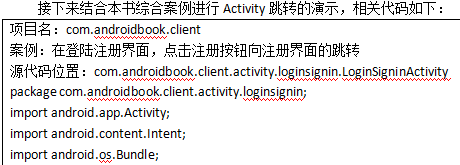 接下来结合本书综合案例进行 Activity 跳转的演示，相关代码如下：
项目名：com.androidbook.client
案例：在登陆注册界面，点击注册按钮向注册界面的跳转
源代码位置：com.androidbook.client.activity.loginsignin.LoginSigninActivity
package com.androidbook.client.activity.loginsignin;
import android.app.Activity;
import android.content.Intent;
import android.os.Bundle;